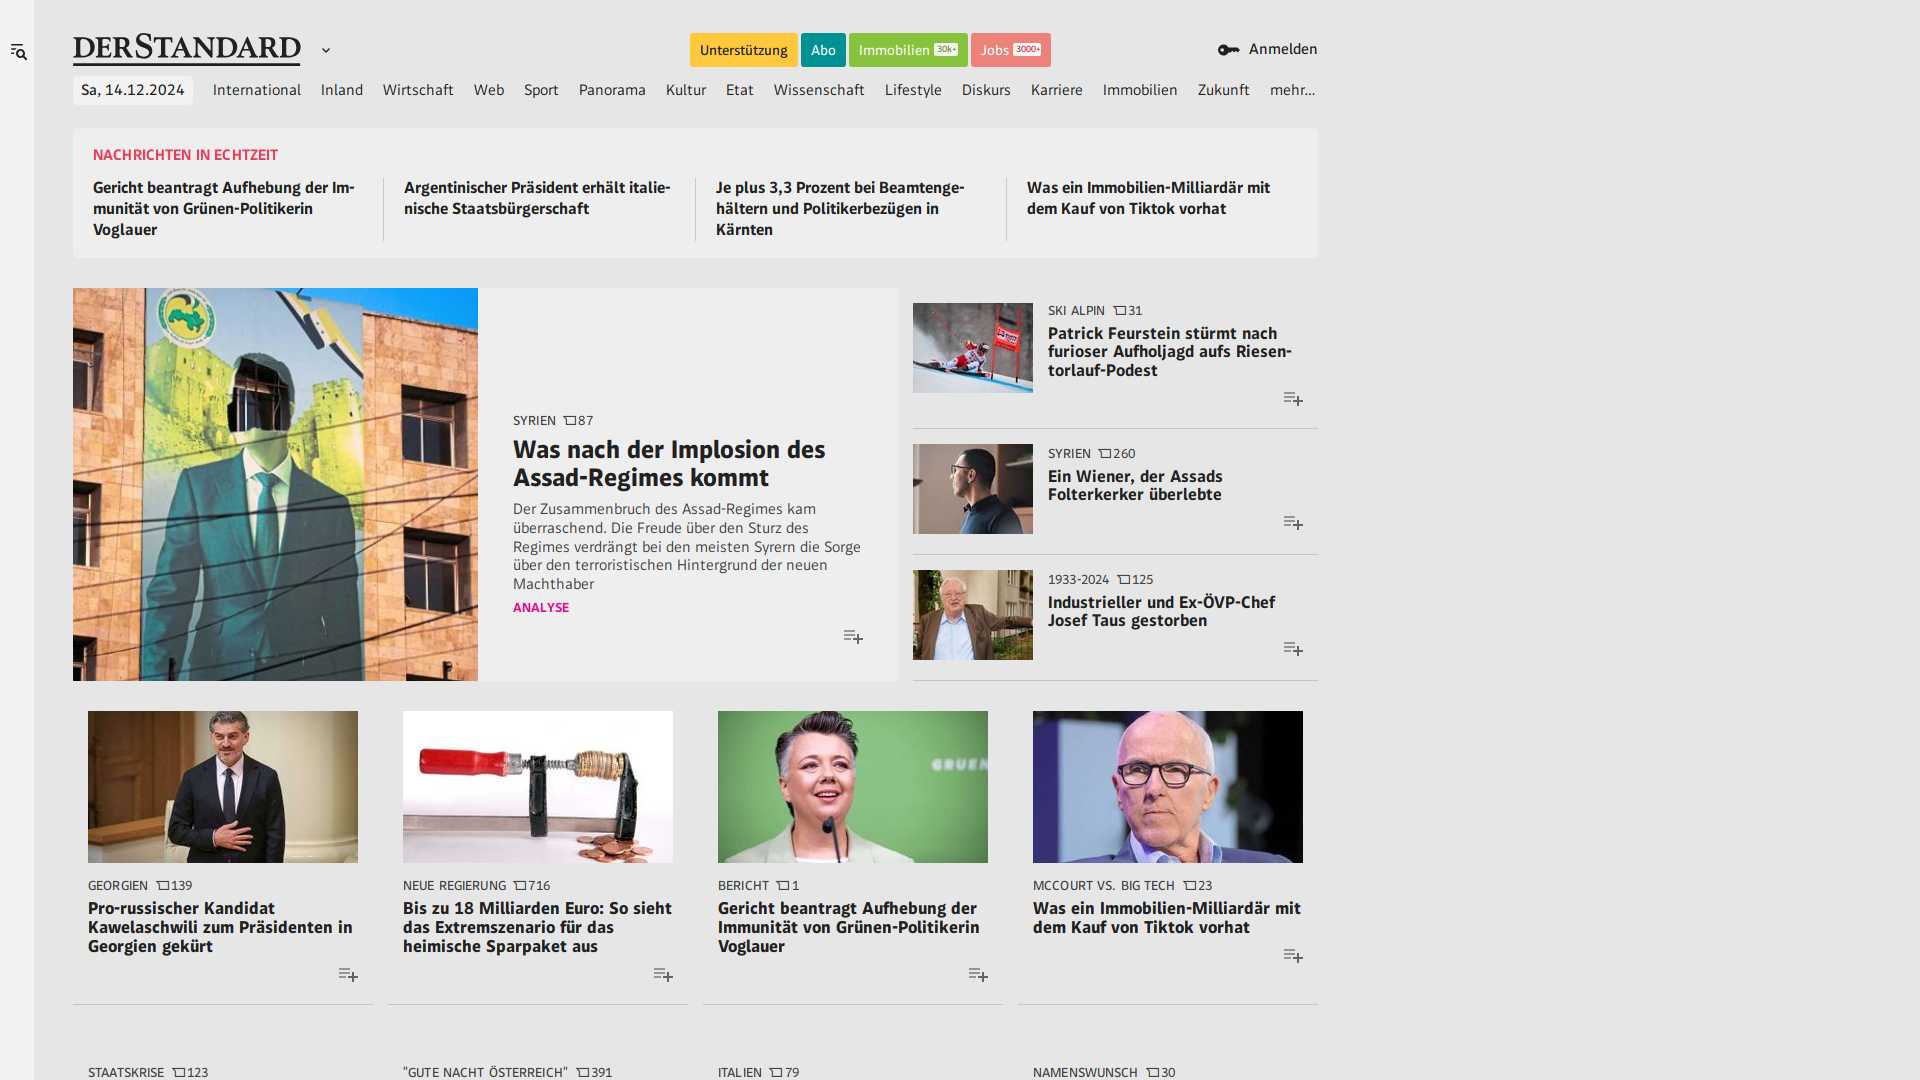 DERSTANDARD
Unterstützung
Abo
Immobilien 30k+
Jobs 3000+
Anmelden
Sa, 14.12.2024
International
Inland
Wirtschaft
Web
Sport
Panorama
Kultur
Etat
Wissenschaft
Lifestyle
Diskurs
Karriere
Immobilien
Zukunft
mehr...
NACHRICHTEN IN ECHTZEIT
Gericht beantragt Aufhebung der Im-
munität von Grünen-Politikerin
Voglauer
Argentinischer Präsident erhält italie-
nische Staatsbürgerschaft
Je plus 3,3 Prozent bei Beamtenge-
hältern und Politikerbezügen in
Kärnten
Was ein Immobilien-Milliardär mit
dem Kauf von Tiktok vorhat
SYRIEN 87
Was nach der Implosion des
Assad-Regimes kommt
Der Zusammenbruch des Assad-Regimes kam
überraschend. Die Freude über den Sturz des
Regimes verdrängt bei den meisten Syrern die Sorge
über den terroristischen Hintergrund der neuen
Machthaber
ANALYSE
SKI ALPIN 31
Patrick Feurstein stürmt nach
furioser Aufholjagd aufs Riesen-
torlauf-Podest
SYRIEN 260
Ein Wiener, der Assads
Folterkerker überlebte
1933-2024 125
Industrieller und Ex-ÖVP-Chef
Josef Taus gestorben
GEORGIEN 139
Pro-russischer Kandidat
Kawelaschwili zum Präsidenten in
Georgien gekürt
NEUE REGIERUNG 716
Bis zu 18 Milliarden Euro: So sieht
das Extremszenario für das
heimische Sparpaket aus
GRUEN
BERICHT 1
Gericht beantragt Aufhebung der
Immunität von Grünen-Politikerin
Voglauer
MCCOURT VS. BIG TECH 23
Was ein Immobilien-Milliardär mit
dem Kauf von Tiktok vorhat
STAATSKRISE 123
"GUTE NACHT ÖSTERREICH" 391
ITALIEN 79
NAMENSWUNSCH 30